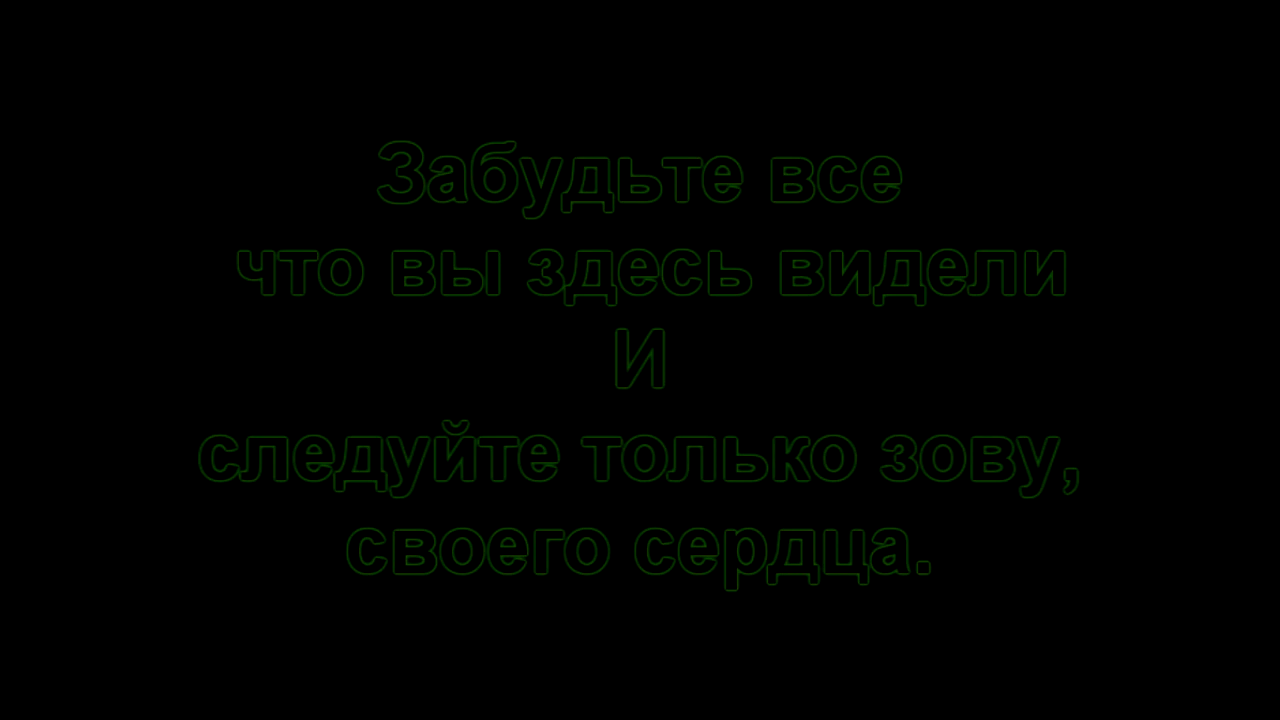 Забудьте все
что вы здесь видели
И
следуйте только зову,
своего сердца.